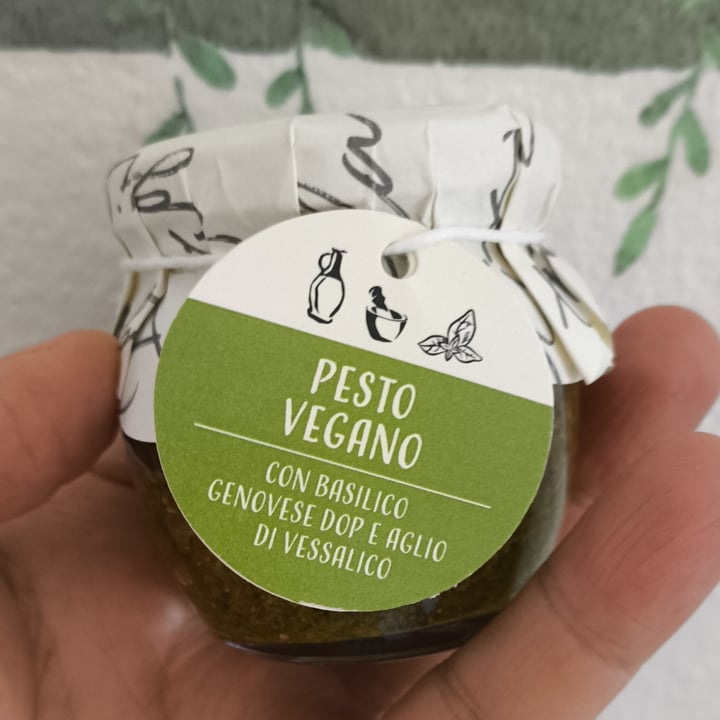 PESTO
VEGANO
CON BASILICO
GENOVESE DOP E AGLIO
DI VESSALICO